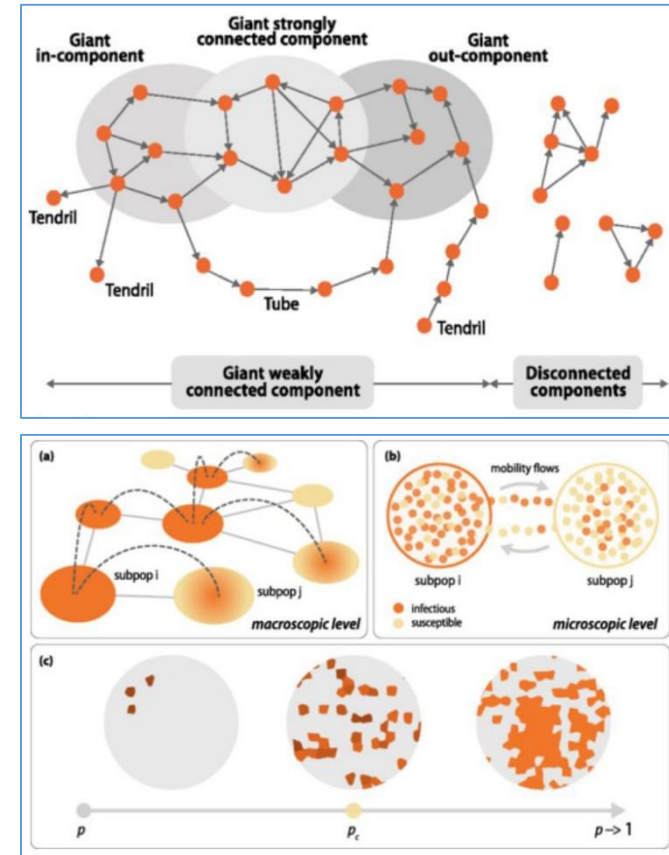 Giant
in-component
Giant strongly
connected component
Giant
out-component
Tendril
Tendril
Tube
Tendril
Giant weakly
connected component
Disconnected
components
(a)
subpop i
subpop j
macroscopic level
(b)
mobility flows
subpop i
subpop j
infectious
susceptible
microscopic level
(c)
p
pc
p -> 1